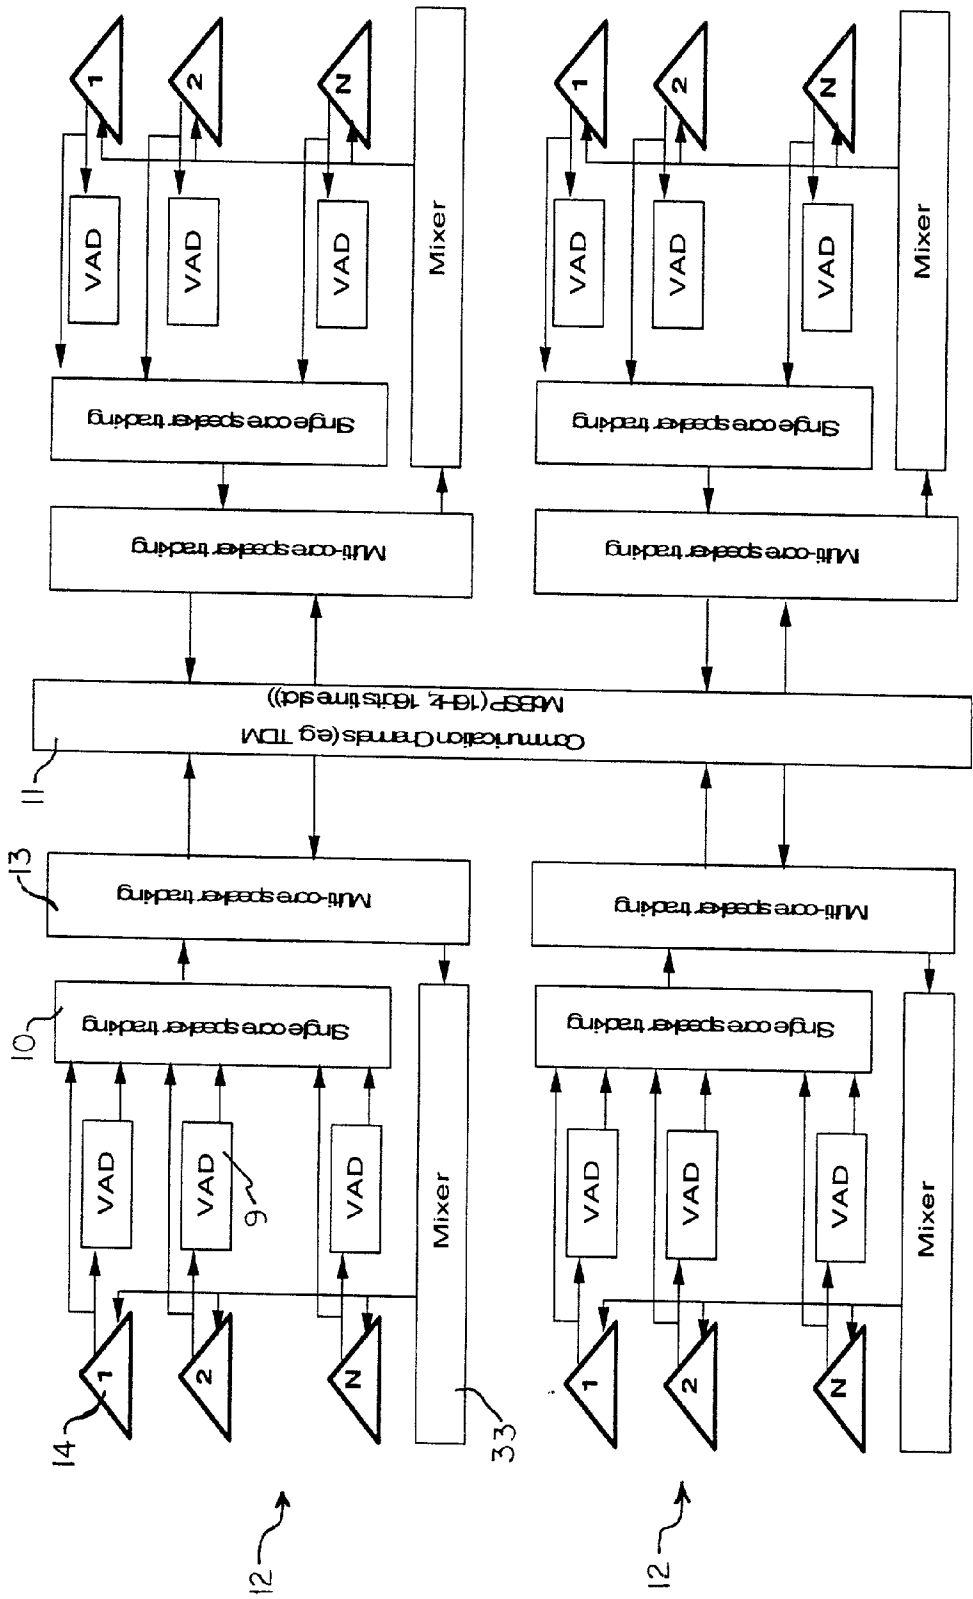 12
14
1
2
N
VAD
VAD
9
VAD
10
Single core speaker tracking
13
Multi-core speaker tracking
Mixer
33
11
Communication Channels (e.g. TDM
McBSP 16bits time slot))
Multi-core speaker tracking
Single core speaker tracking
VAD
VAD
VAD
1
2
N
Mixer
12
1
2
N
VAD
VAD
VAD
Single core speaker tracking
Multi-core speaker tracking
Mixer
Multi-core speaker tracking
Single core speaker tracking
VAD
VAD
VAD
1
2
N
Mixer